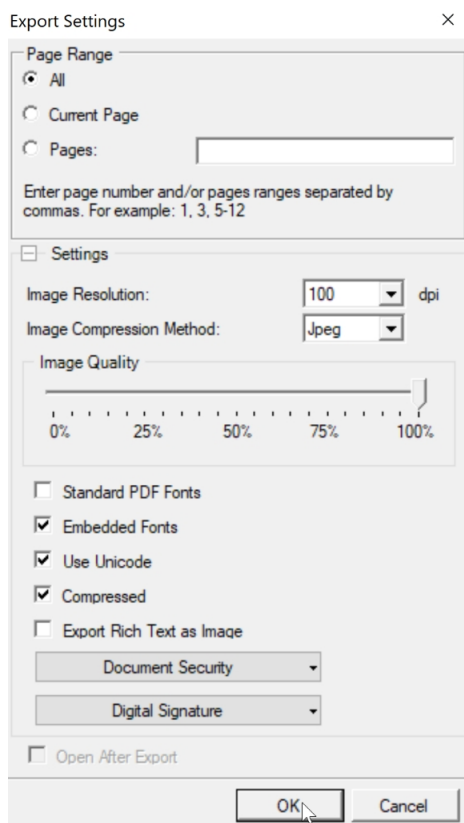 Export Settings
Page Range
All
Current Page
Pages:
Enter page number and/or pages ranges separated by
commas. For example: 1, 3, 5-12
Settings
Image Resolution: 100 dpi
Image Compression Method: Jpeg
Image Quality
0% 25% 50% 75% 100%
Standard PDF Fonts
Embedded Fonts
Use Unicode
Compressed
Export Rich Text as Image
Document Security
Digital Signature
Open After Export
OK Cancel